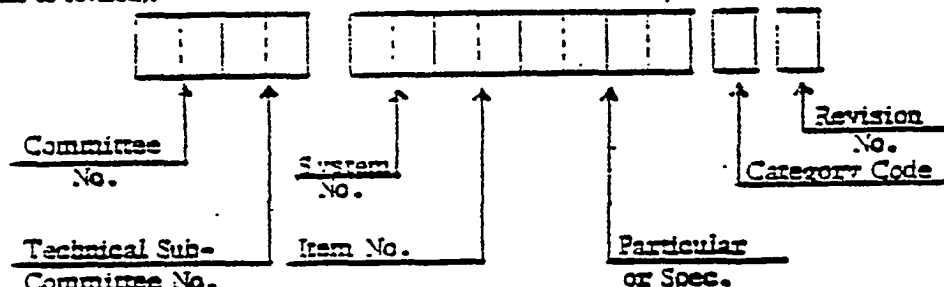 Committee
No.
System
No.
Revision
No.
Category Code
Technical Sub-
Committee No.
Item No.
Particular
or Spec.